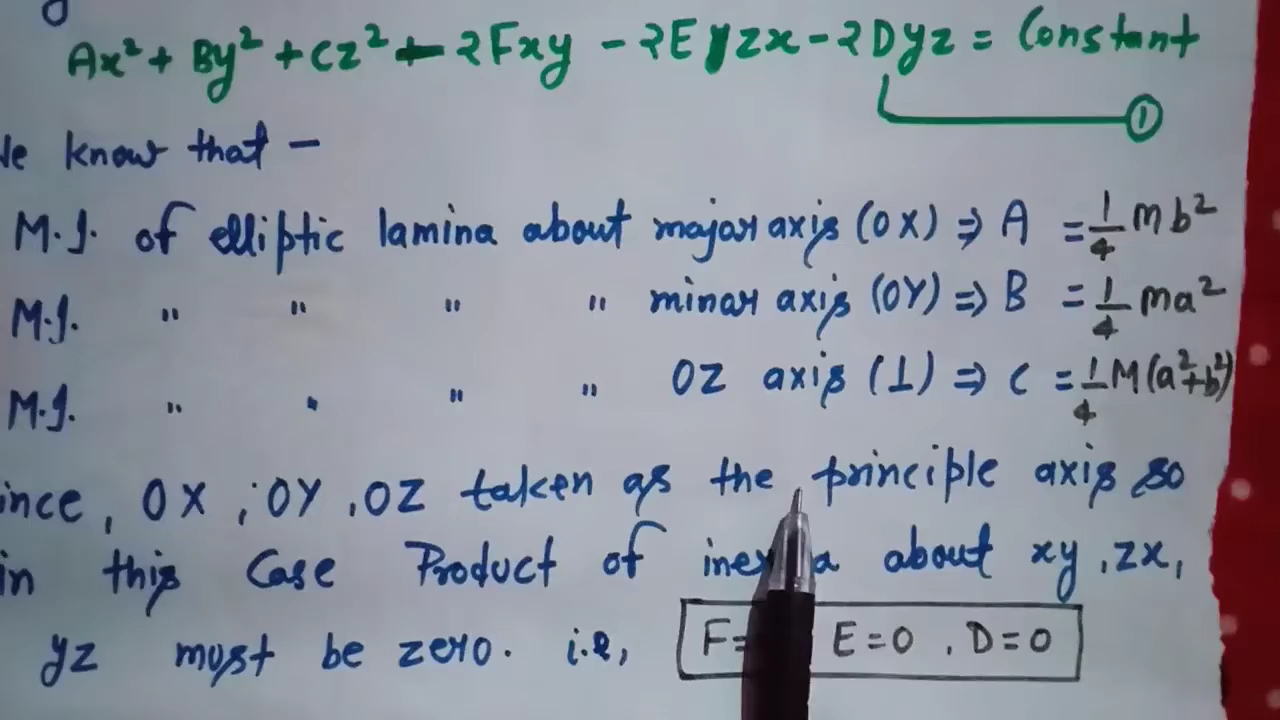 Ax² + By² + Cz² - 2Fxy - 2E zx - 2Dyz = Constant
①
We know that -
M.I. of elliptic lamina about major axis (OX) ⇒ A = 1/4 Mb²
M.I. " " " " minar axis (OY) ⇒ B = 1/4 Ma²
M.I. " " " " OZ axis (⊥) ⇒ C = 1/4 M(a²+b²)
ince, OX, OY, OZ taken as the principle axis so
in this Case Product of about xy, zx,
yz must be zero. i.e, F= E=0, D=0